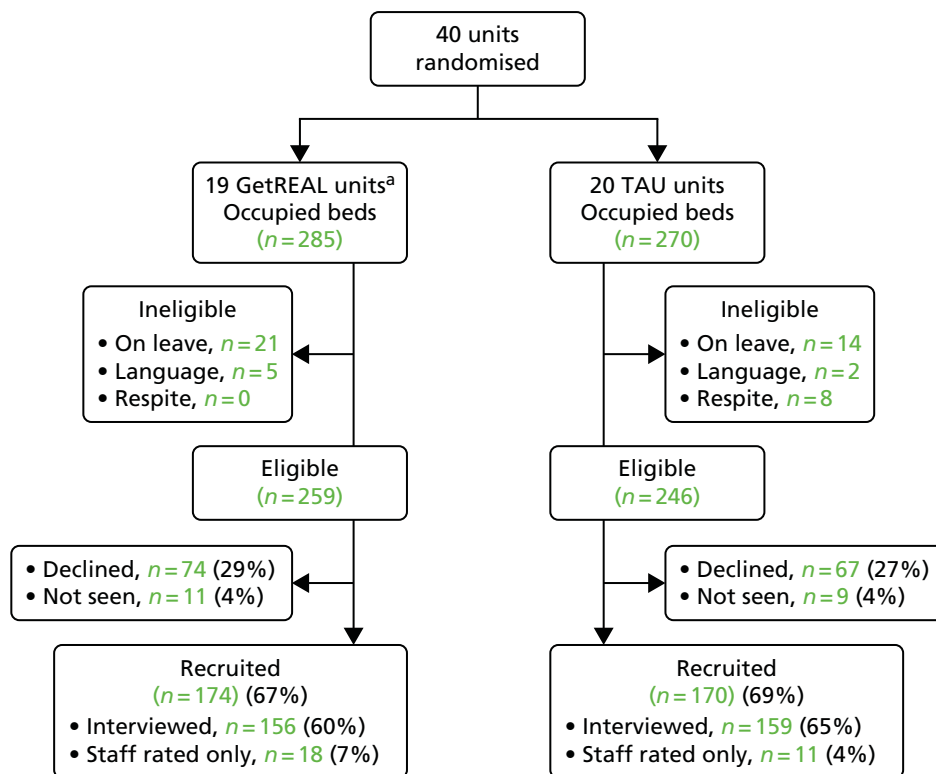 40 units
randomised
19 GetREAL unitsᵃ
Occupied beds
(n=285)
20 TAU units
Occupied beds
(n=270)
Ineligible
• On leave, n=21
• Language, n=5
• Respite, n=0
Ineligible
• On leave, n=14
• Language, n=2
• Respite, n=8
Eligible
(n=259)
Eligible
(n=246)
• Declined, n=74 (29%)
• Not seen, n=11 (4%)
• Declined, n=67 (27%)
• Not seen, n=9 (4%)
Recruited
(n=174) (67%)
• Interviewed, n=156 (60%)
• Staff rated only, n=18 (7%)
Recruited
(n=170) (69%)
• Interviewed, n=159 (65%)
• Staff rated only, n=11 (4%)